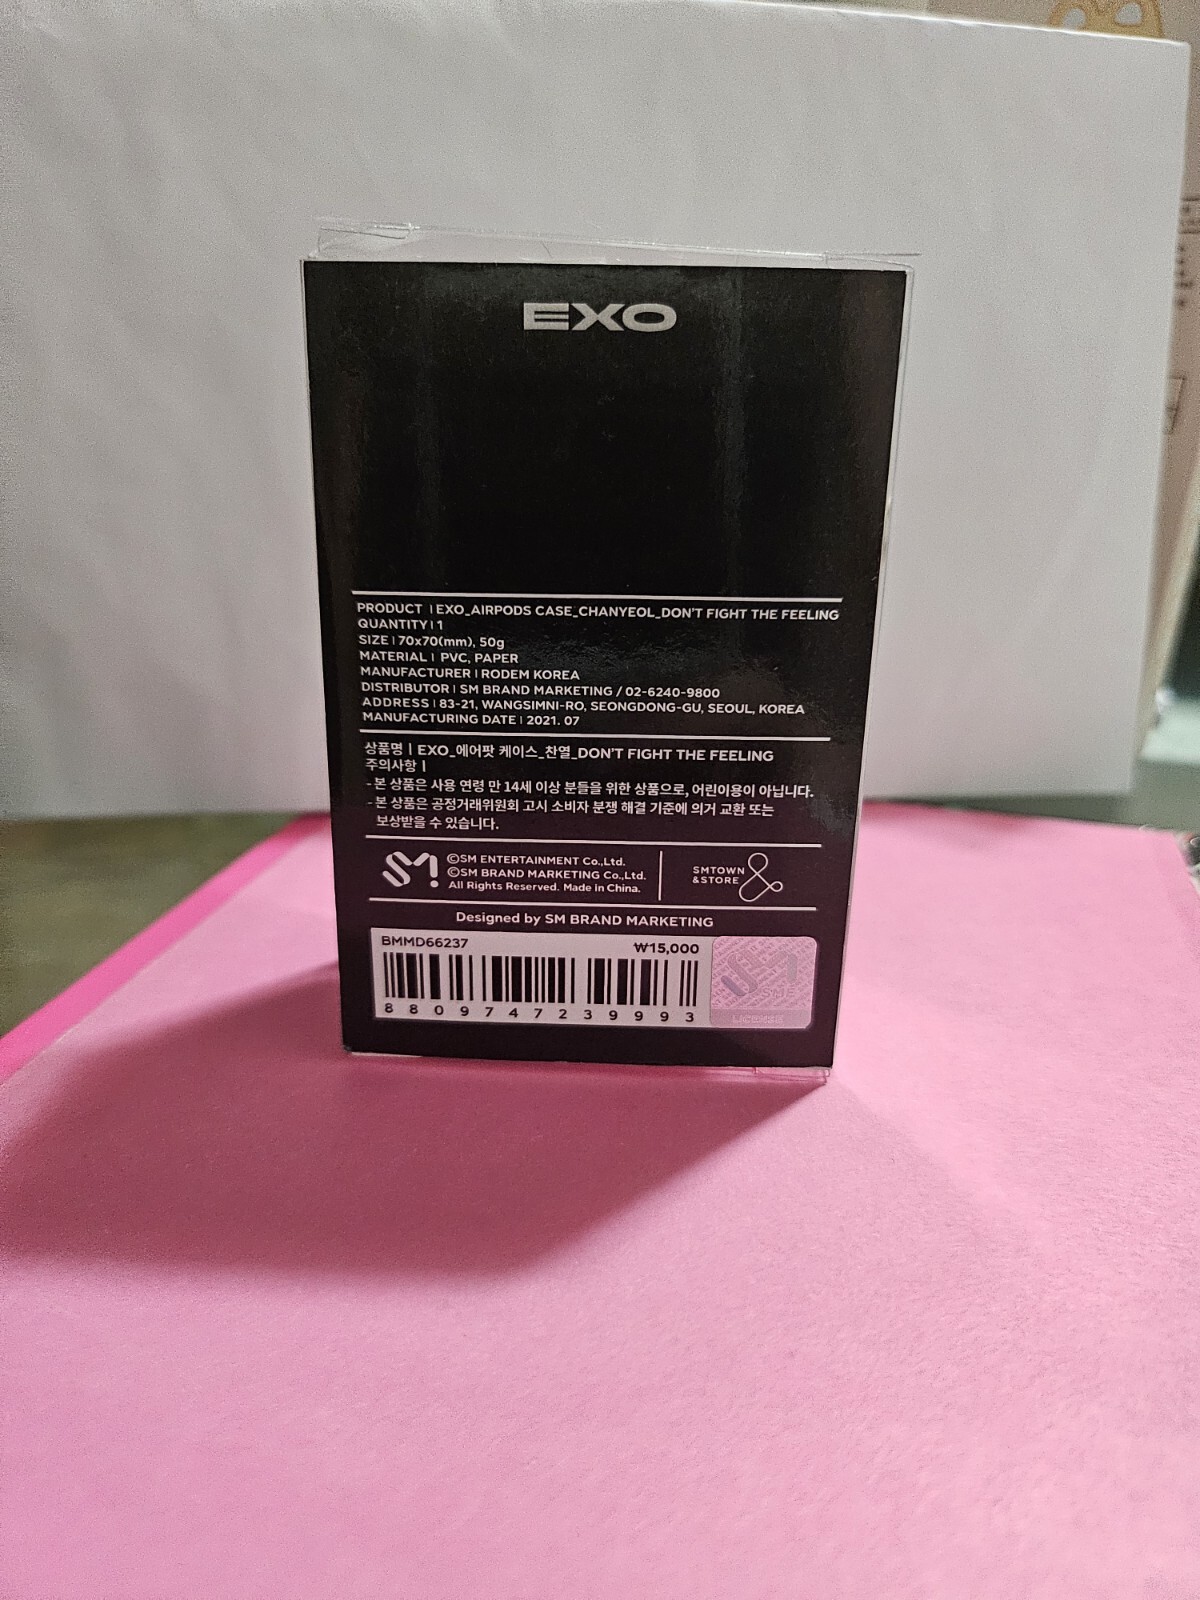 EXO
PRODUCT | EXO_AIRPODS CASE_CHANYEOL_DON'T FIGHT THE FEELING
QUANTITY | 1
SIZE | 70x70(mm), 50g
MATERIAL | PVC, PAPER
MANUFACTURER | RODEM KOREA
DISTRIBUTOR | SM BRAND MARKETING / 02-6240-9800
ADDRESS | 83-21, WANGSIMNI-RO, SEONGDONG-GU, SEOUL, KOREA
MANUFACTURING DATE | 2021. 07
상품명 | EXO_에어팟 케이스_찬열_DON'T FIGHT THE FEELING
주의사항 |
- 본 상품은 사용 연령 만 14세 이상 분들을 위한 상품으로, 어린이용이 아닙니다.
- 본 상품은 공정거래위원회 고시 소비자 분쟁 해결 기준에 의거 교환 또는
보상받을 수 있습니다.
SM
©SM ENTERTAINMENT Co.,Ltd.
©SM BRAND MARKETING Co.,Ltd.
All Rights Reserved. Made in China.
SMTOWN
&STORE
Designed by SM BRAND MARKETING
BMMD66237 ₩15,000
8809747239993
SM
LICENSE